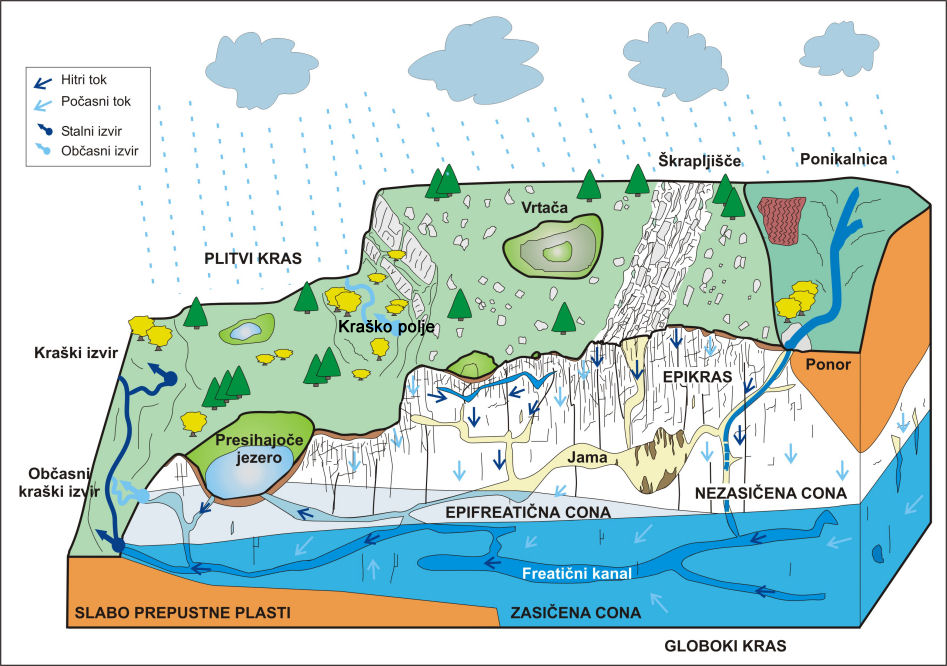 Hitri tok
Počasni tok
Stalni izvir
Občasni izvir
Škrapljišče
Ponikalnica
Vrtača
PLITVI KRAS
Kraško polje
Kraški izvir
Ponor
EPIKRAS
Presihajoče
jezero
Jama
Občasni
kraški izvir
NEZASIČENA CONA
EPIFREATIČNA CONA
Freatični kanal
SLABO PREPUSTNE PLASTI
ZASIČENA CONA
GLOBOKI KRAS